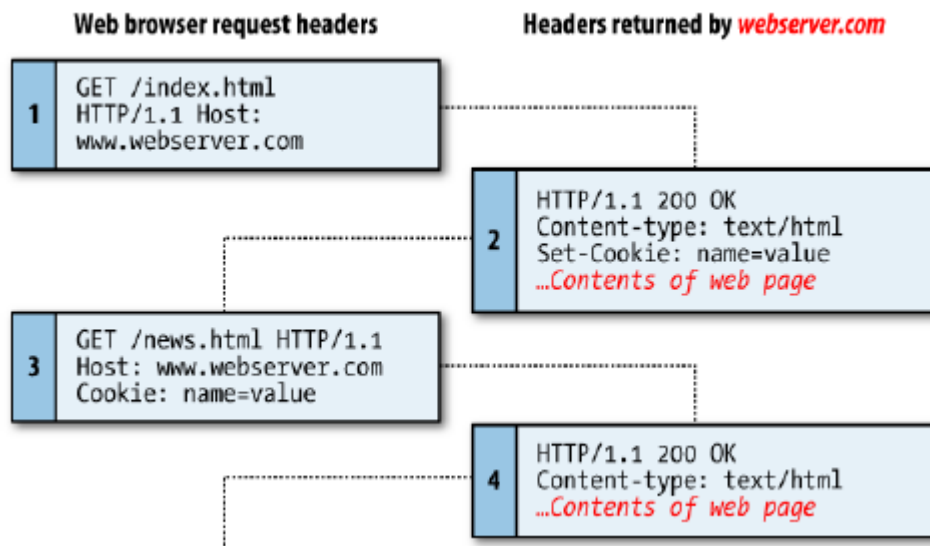 Web browser request headers
Headers returned by webserver.com
1
GET /index.html
HTTP/1.1 Host:
www.webserver.com
2
HTTP/1.1 200 OK
Content-type: text/html
Set-Cookie: name=value
…Contents of web page
3
GET /news.html HTTP/1.1
Host: www.webserver.com
Cookie: name=value
4
HTTP/1.1 200 OK
Content-type: text/html
…Contents of web page